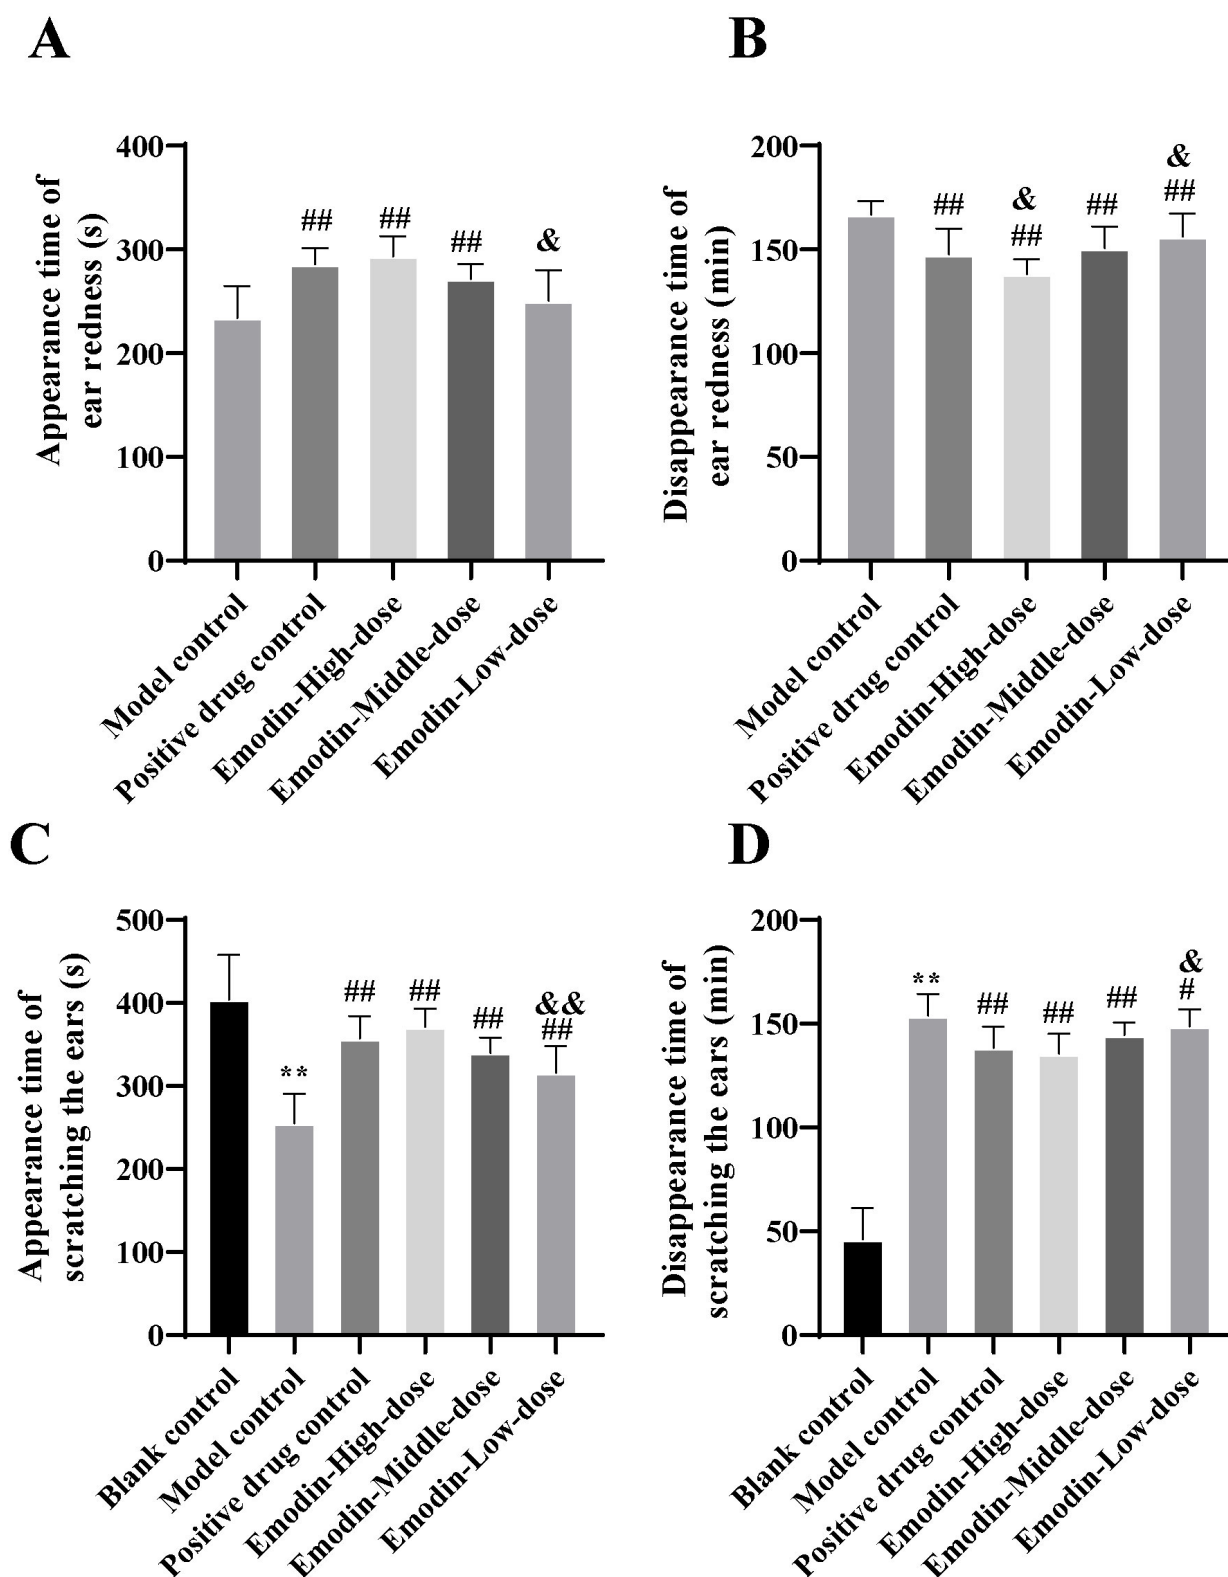 A
Appearance time of
ear redness (s)
400
300
200
100
0
##
##
##
&
Model control
Positive drug control
Emodin-High-dose
Emodin-Middle-dose
Emodin-Low-dose
B
Disappearance time of
ear redness (min)
200
150
100
50
0
##
&
##
##
&
##
Model control
Positive drug control
Emodin-High-dose
Emodin-Middle-dose
Emodin-Low-dose
C
Appearance time of
scratching the ears (s)
500
400
300
200
100
0
**
##
##
##
&&
##
Blank control
Model control
Positive drug control
Emodin-High-dose
Emodin-Middle-dose
Emodin-Low-dose
D
Disappearance time of
scratching the ears (min)
200
150
100
50
0
**
##
##
##
&
#
Blank control
Model control
Positive drug control
Emodin-High-dose
Emodin-Middle-dose
Emodin-Low-dose